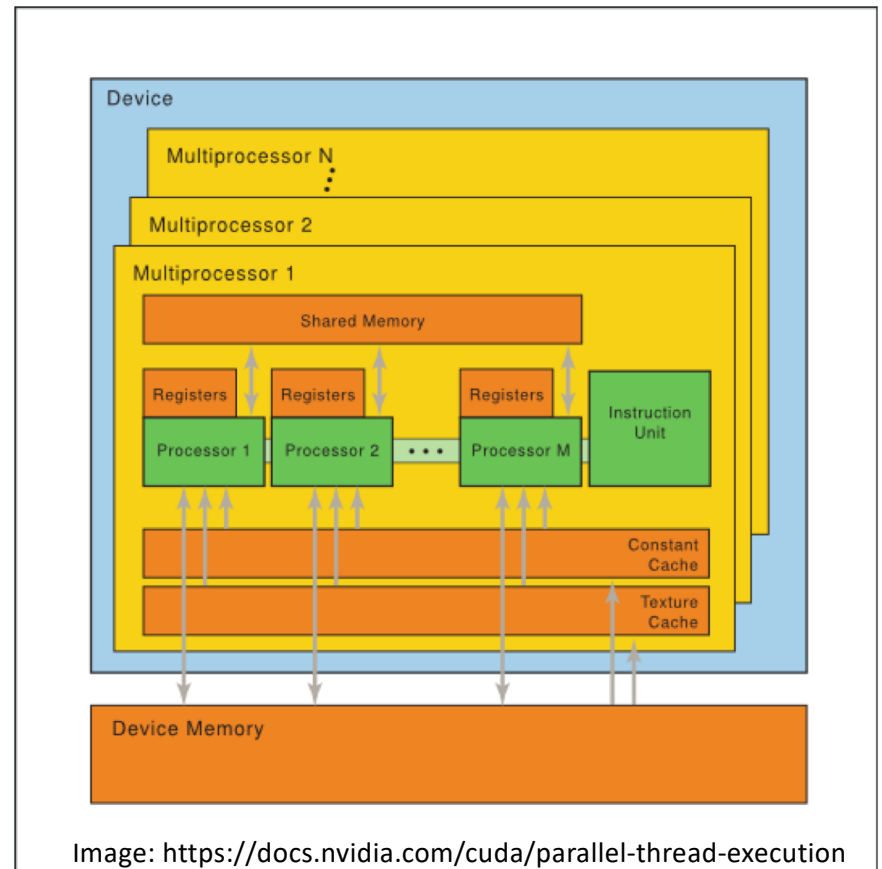 Device
Multiprocessor N
Multiprocessor 2
Multiprocessor 1
Shared Memory
Registers
Registers
Registers
Processor 1
Processor 2
Processor M
Instruction
Unit
Constant
Cache
Texture
Cache
Device Memory
Image: https://docs.nvidia.com/cuda/parallel-thread-execution